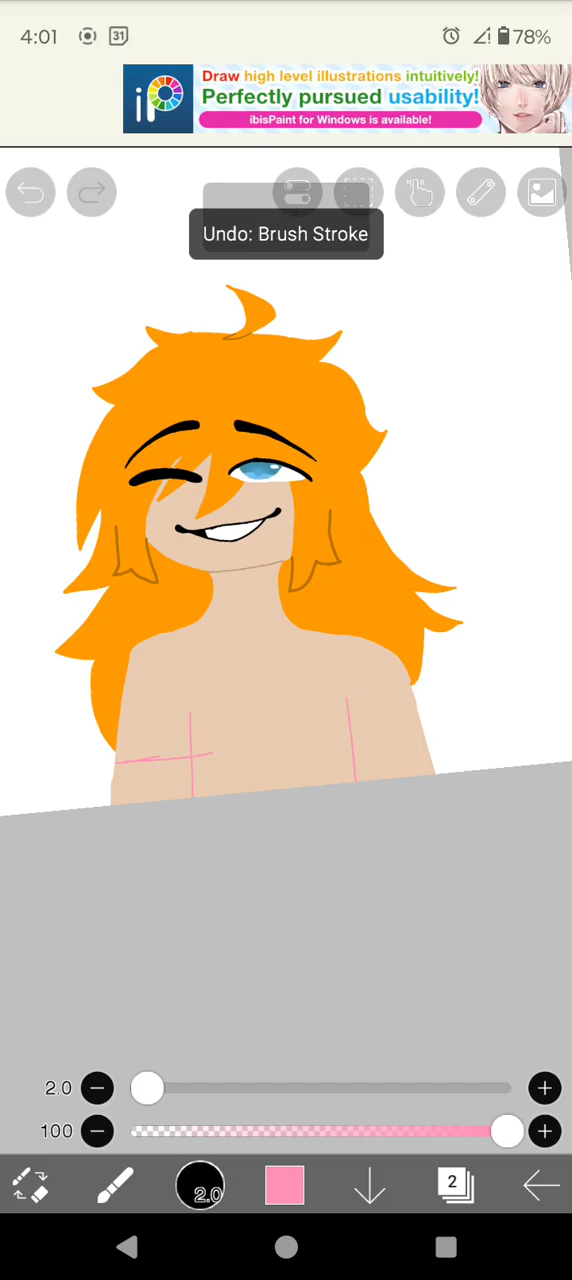 4:01
31
78%
iP
Draw high level illustrations intuitively!
Perfectly pursued usability!
ibisPaint for Windows is available!
Undo: Brush Stroke
2.0
100
2.0
2